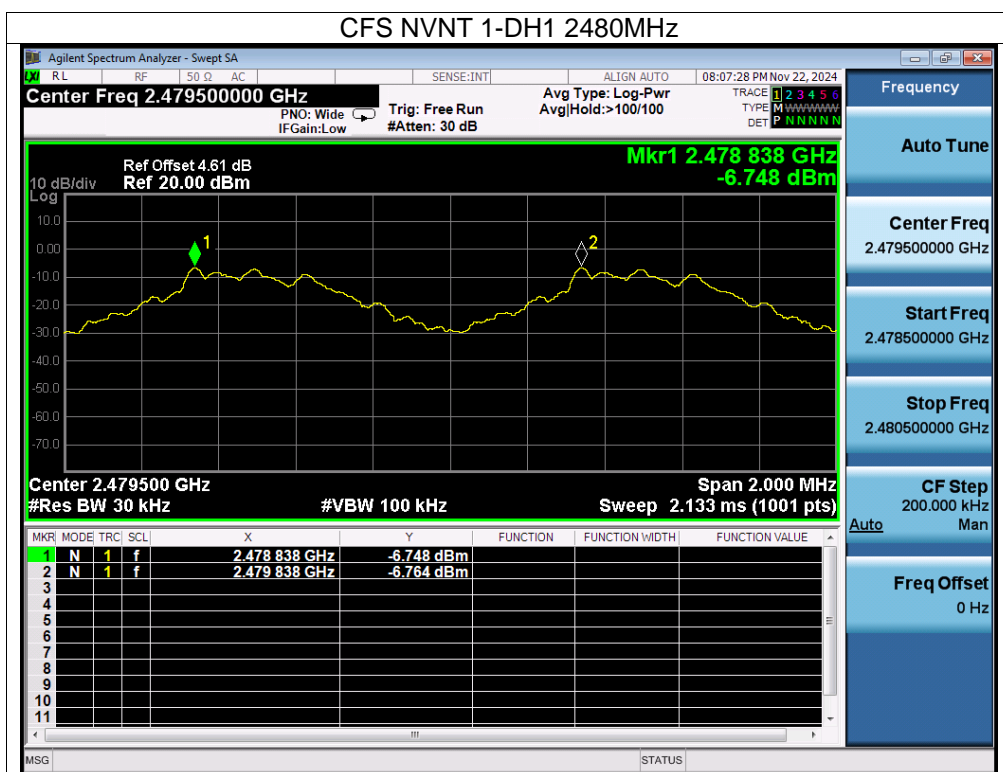 CFS NVNT 1-DH1 2480MHz
Agilent Spectrum Analyzer - Swept SA
LXI RL RF 50 Ω AC SENSE:INT ALIGN AUTO 08:07:28 PM Nov 22, 2024
Center Freq 2.479500000 GHz
PNO: Wide
IFGain:Low
Trig: Free Run
#Atten: 30 dB
Avg Type: Log-Pwr
Avg|Hold:>100/100
TRACE 1 2 3 4 5 6
TYPE M WWWWW
DET P N N N N N
Mkr1 2.478 838 GHz
-6.748 dBm
Ref Offset 4.61 dB
10 dB/div Ref 20.00 dBm
Log
10.0
0.00
-10.0
-20.0
-30.0
-40.0
-50.0
-60.0
-70.0
1
2
Center 2.479500 GHz Span 2.000 MHz
#Res BW 30 kHz #VBW 100 kHz Sweep 2.133 ms (1001 pts)
MKR MODE TRC SCL X Y FUNCTION FUNCTION WIDTH FUNCTION VALUE
1 N 1 f 2.478 838 GHz -6.748 dBm
2 N 1 f 2.479 838 GHz -6.764 dBm
3
4
5
6
7
8
9
10
11
MSG STATUS
Frequency
Auto Tune
Center Freq
2.479500000 GHz
Start Freq
2.478500000 GHz
Stop Freq
2.480500000 GHz
CF Step
200.000 kHz
Auto Man
Freq Offset
0 Hz